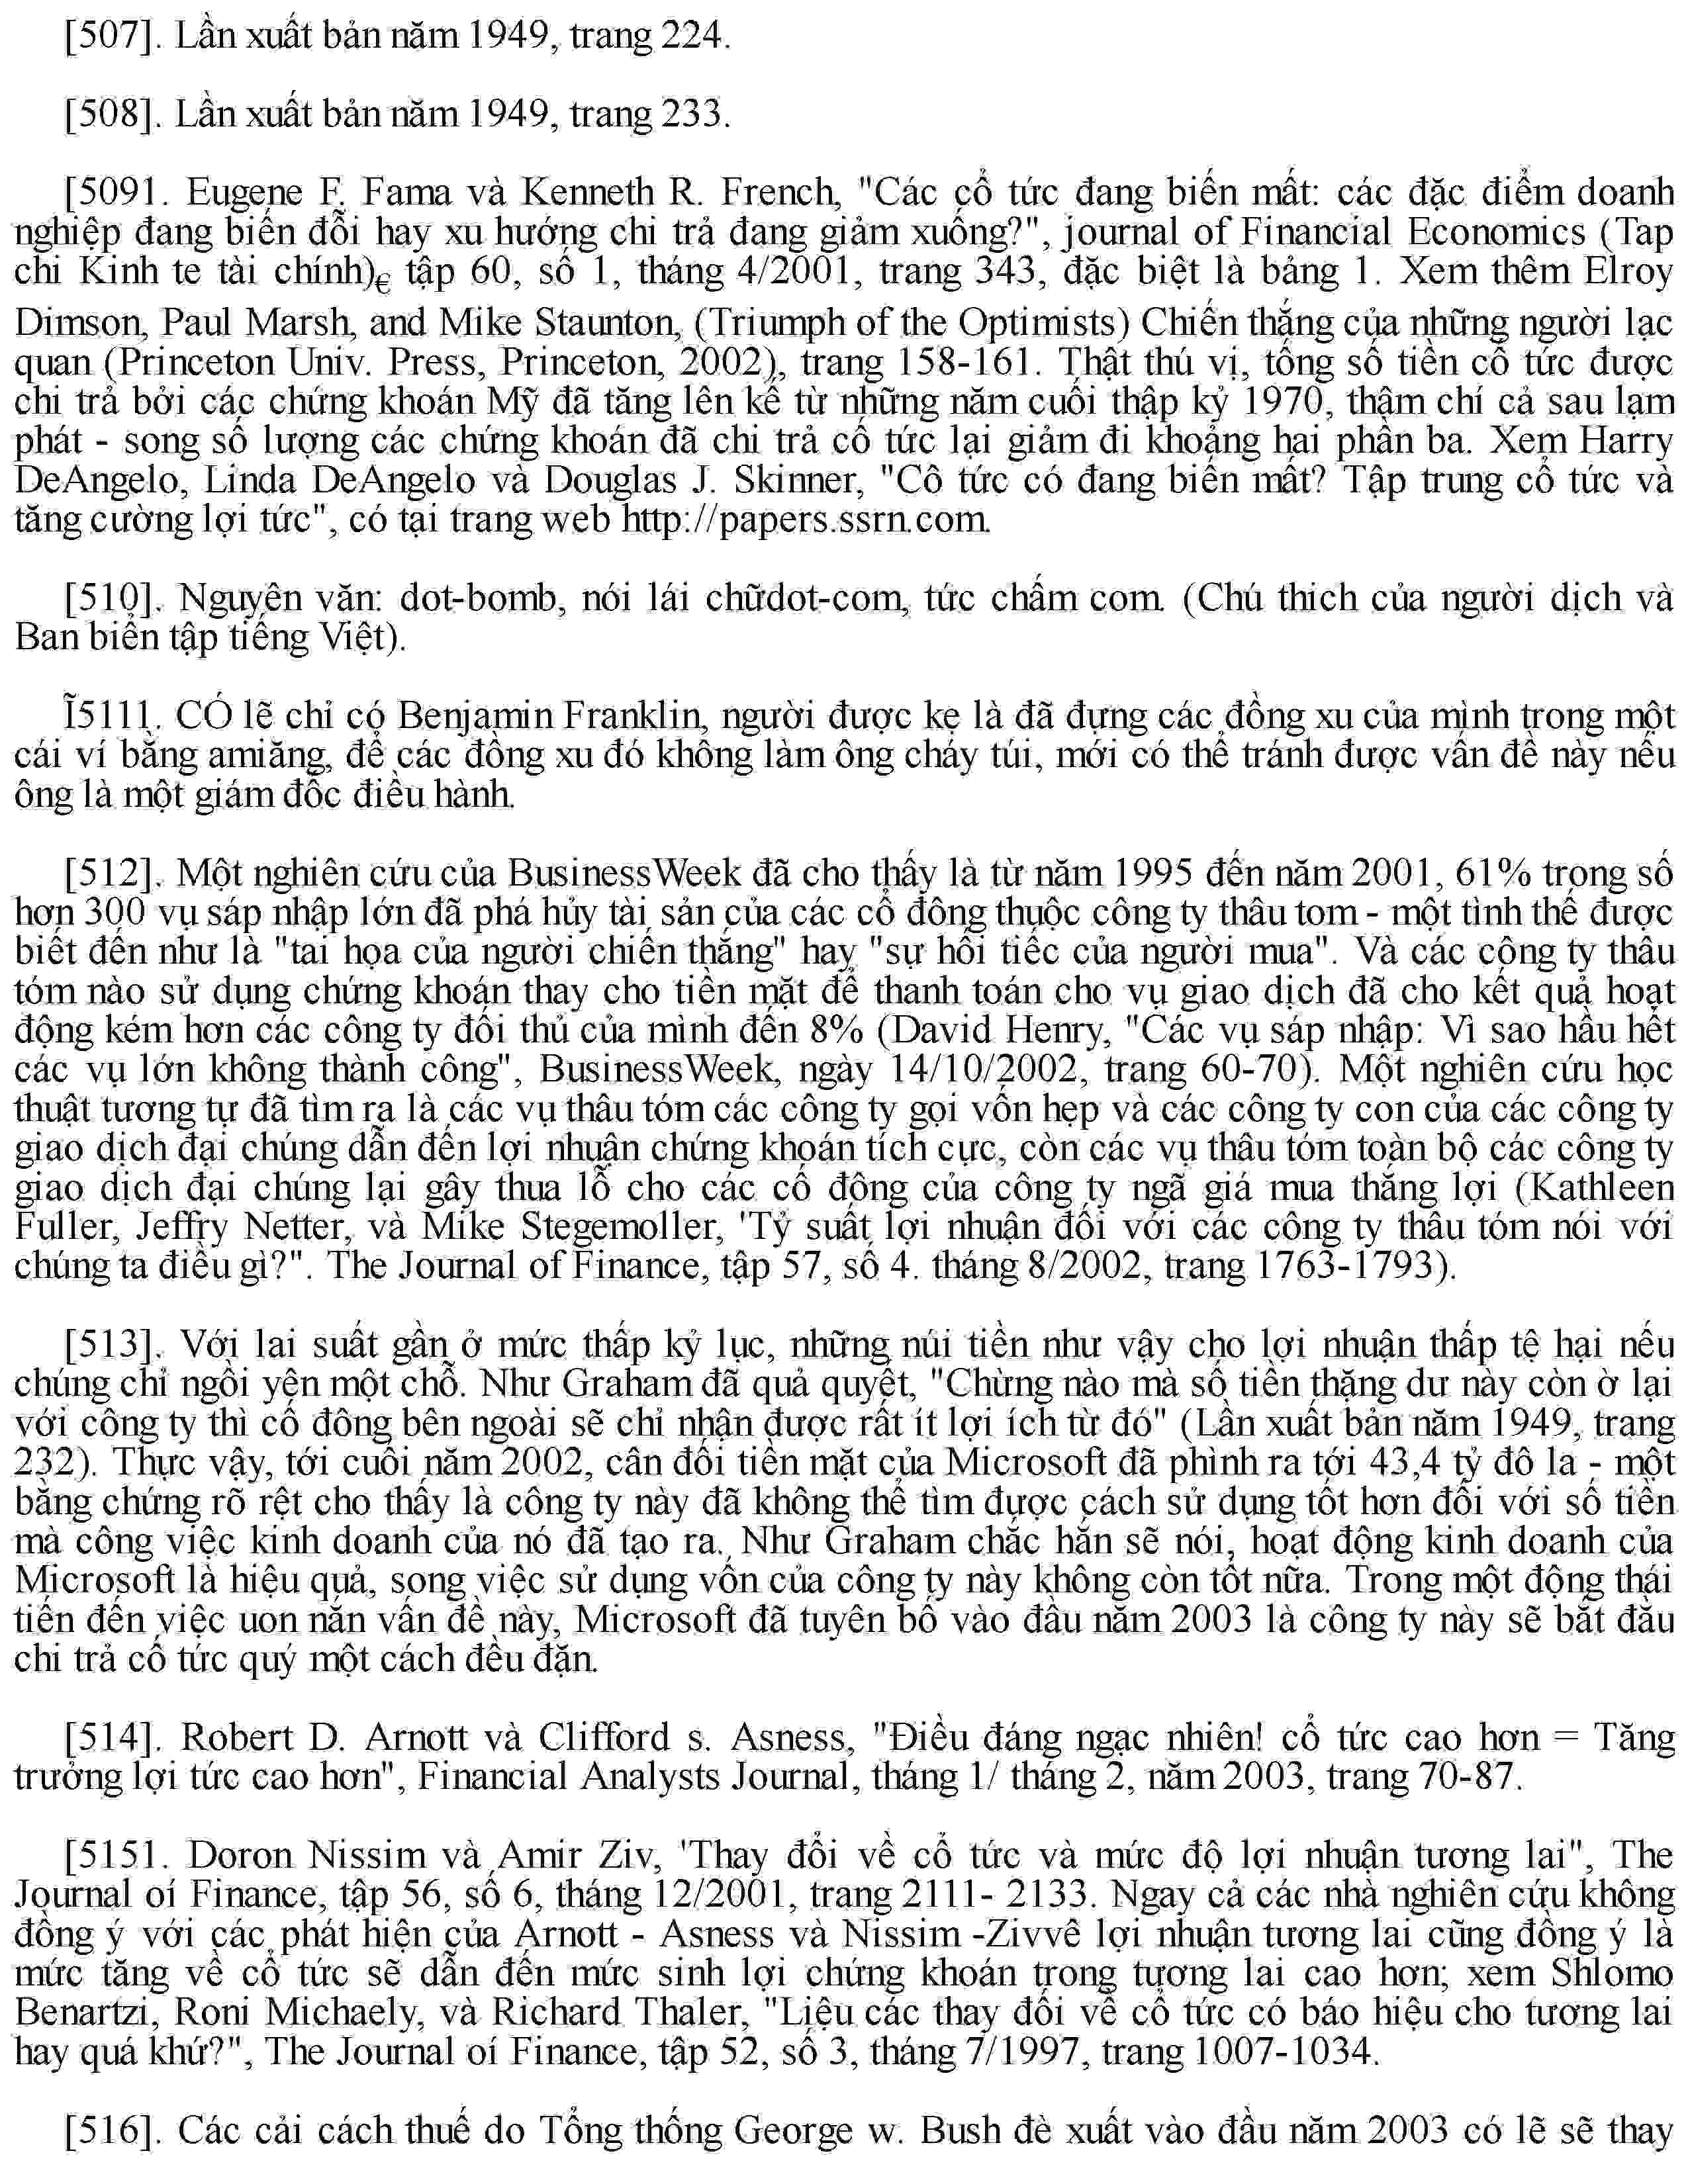 [507]. Lần xuất bản năm 1949, trang 224.
[508]. Lần xuất bản năm 1949, trang 233.
[5091. Eugene F. Fama và Kenneth R. French, "Các cổ tức đang biến mất: các đặc điểm doanh
nghiệp đang biến đỗi hay xu hướng chi trả đang giảm xuống?", journal of Financial Economics (Tap
chi Kinh te tài chính)€ tập 60, số 1, tháng 4/2001, trang 343, đặc biệt là bảng 1. Xem thêm Elroy
Dimson, Paul Marsh, and Mike Staunton, (Triumph of the Optimists) Chiến thắng của những người lạc
quan (Princeton Univ. Press, Princeton, 2002), trang 158-161. Thật thú vị, tổng số tiền cổ tức được
chi trả bởi các chứng khoán Mỹ đã tăng lên kể từ những năm cuối thập kỷ 1970, thậm chí cả sau lạm
phát - song số lượng các chứng khoán đã chi trả cổ tức lại giảm đi khoảng hai phần ba. Xem Harry
DeAngelo, Linda DeAngelo và Douglas J. Skinner, "Cô tức có đang biến mất? Tập trung cổ tức và
tăng cường lợi tức", có tại trang web http://papers.ssrn.com.
[510]. Nguyên văn: dot-bomb, nói lái chữdot-com, tức chấm com. (Chú thích của người dịch và
Ban biển tập tiếng Việt).
Ĩ5111. CÓ lẽ chỉ có Benjamin Franklin, người được kẹ là đã đựng các đồng xu của mình trong một
cái ví bằng amiăng, để các đồng xu đó không làm ông cháy túi, mới có thể tránh được vấn đề này nếu
ông là một giám đốc điều hành.
[512]. Một nghiên cứu của BusinessWeek đã cho thấy là từ năm 1995 đến năm 2001, 61% trong số
hơn 300 vụ sáp nhập lớn đã phá hủy tài sản của các cổ đông thuộc công ty thâu tom - một tình thế được
biết đến như là "tai họa của người chiến thắng" hay "sự hối tiếc của người mua". Và các công ty thâu
tóm nào sử dụng chứng khoán thay cho tiền mặt để thanh toán cho vụ giao dịch đã cho kết quả hoạt
động kém hơn các công ty đối thủ của mình đến 8% (David Henry, "Các vụ sáp nhập: Vì sao hầu hết
các vụ lớn không thành công", BusinessWeek, ngày 14/10/2002, trang 60-70). Một nghiên cứu học
thuật tương tự đã tìm ra là các vụ thâu tóm các công ty gọi vốn hẹp và các công ty con của các công ty
giao dịch đại chúng dẫn đến lợi nhuận chứng khoán tích cực, còn các vụ thâu tóm toàn bộ các công ty
giao dịch đại chúng lại gây thua lỗ cho các cổ đông của công ty ngã giá mua thắng lợi (Kathleen
Fuller, Jeffry Netter, và Mike Stegemoller, 'Tỷ suất lợi nhuận đối với các công ty thâu tóm nói với
chúng ta điều gì?". The Journal of Finance, tập 57, số 4. tháng 8/2002, trang 1763-1793).
[513]. Với lai suất gần ở mức thấp kỷ lục, những núi tiền như vậy cho lợi nhuận thấp tệ hại nếu
chúng chỉ ngồi yên một chỗ. Như Graham đã quả quyết, "Chừng nào mà số tiền thặng dư này còn ờ lại
với công ty thì cổ đông bên ngoài sẽ chỉ nhận được rất ít lợi ích từ đó" (Lần xuất bản năm 1949, trang
232). Thực vậy, tới cuối năm 2002, cân đối tiền mặt của Microsoft đã phình ra tới 43,4 tỷ đô la - một
bằng chứng rõ rệt cho thấy là công ty này đã không thể tìm được cách sử dụng tốt hơn đối với số tiền
mà công việc kinh doanh của nó đã tạo ra. Như Graham chắc hẳn sẽ nói, hoạt động kinh doanh của
Microsoft là hiệu quả, song việc sử dụng vốn của công ty này không còn tốt nữa. Trong một động thái
tiến đến việc uon nắn vấn đề này, Microsoft đã tuyên bố vào đầu năm 2003 là công ty này sẽ bắt đầu
chi trả cổ tức quý một cách đều đặn.
[514]. Robert D. Arnott và Clifford s. Asness, "Điều đáng ngạc nhiên! cổ tức cao hơn = Tăng
trưởng lợi tức cao hơn", Financial Analysts Journal, tháng 1/ tháng 2, năm 2003, trang 70-87.
[5151. Doron Nissim và Amir Ziv, 'Thay đổi về cổ tức và mức độ lợi nhuận tương lai", The
Journal oí Finance, tập 56, số 6, tháng 12/2001, trang 2111- 2133. Ngay cả các nhà nghiên cứu không
đồng ý với các phát hiện của Arnott - Asness và Nissim -Zivvê lợi nhuận tương lai cũng đồng ý là
mức tăng về cổ tức sẽ dẫn đến mức sinh lợi chứng khoán trong tương lai cao hơn; xem Shlomo
Benartzi, Roni Michaely, và Richard Thaler, "Liệu các thay đổi về cổ tức có báo hiệu cho tương lai
hay quá khứ?", The Journal oí Finance, tập 52, số 3, tháng 7/1997, trang 1007-1034.
[516]. Các cải cách thuế do Tổng thống George w. Bush đè xuất vào đầu năm 2003 có lẽ sẽ thay